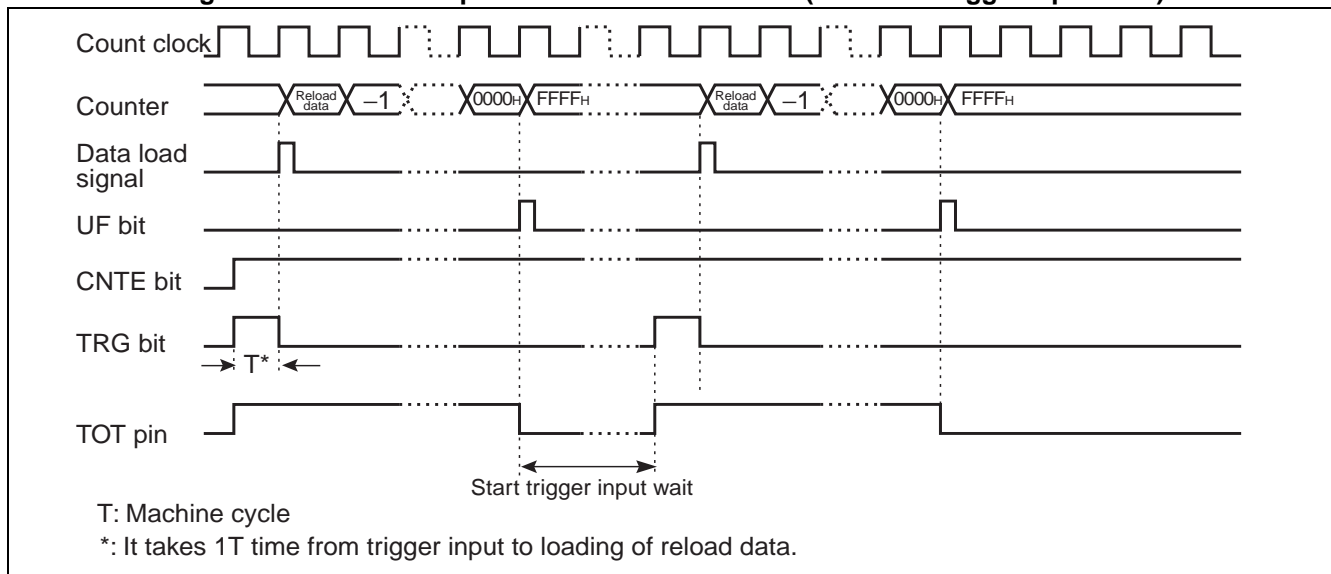 Count clock
Counter Reload data −1 0000H FFFFH Reload data −1 0000H FFFFH
Data load signal
UF bit
CNTE bit
TRG bit
T*
TOT pin
Start trigger input wait
T: Machine cycle
*: It takes 1T time from trigger input to loading of reload data.